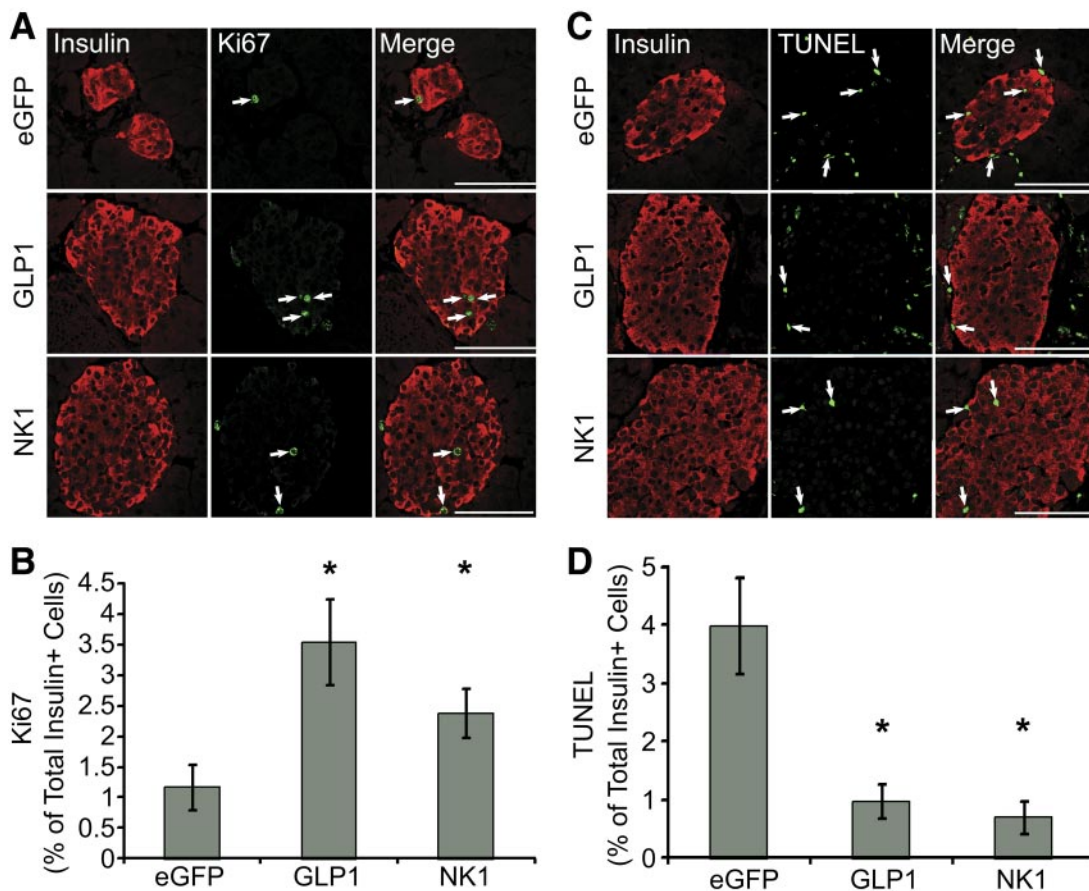 A
Insulin
Ki67
Merge
eGFP
GLP1
NK1
C
Insulin
TUNEL
Merge
eGFP
GLP1
NK1
B
Ki67
(% of Total Insulin+ Cells)
4.5
4
3.5
3
2.5
2
1.5
1
0.5
0
*
*
eGFP
GLP1
NK1
D
TUNEL
(% of Total Insulin+ Cells)
5
4
3
2
1
0
*
*
eGFP
GLP1
NK1